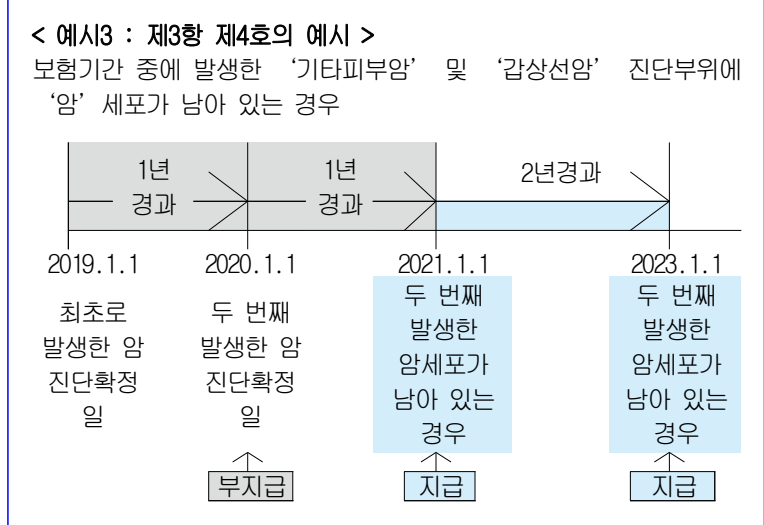 < 예시3 : 제3항 제4호의 예시 >
보험기간 중에 발생한 ‘기타피부암’ 및 ‘갑상선암’ 진단부위에
‘암’세포가 남아 있는 경우
1년
경과
1년
경과
2년경과
2019.1.1
2020.1.1
2021.1.1
2023.1.1
최초로
발생한 암
진단확정
일
두 번째
발생한 암
진단확정
일
두 번째
발생한
암세포가
남아 있는
경우
두 번째
발생한
암세포가
남아 있는
경우
부지급
지급
지급